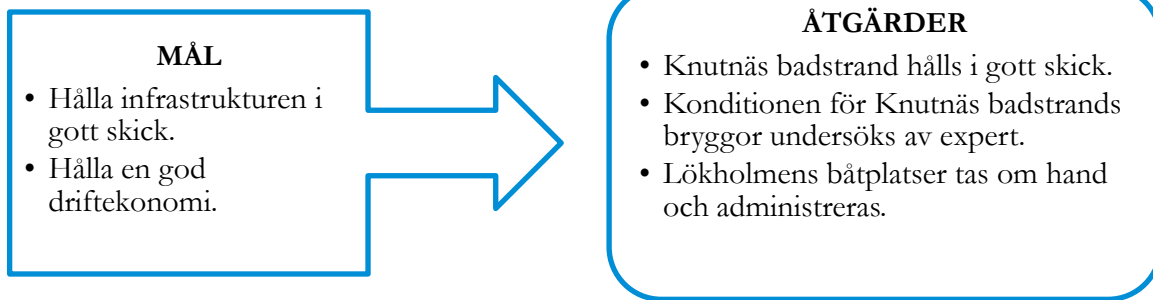 MÅL
• Hålla infrastrukturen i
gott skick.
• Hålla en god
driftekonomi.
ÅTGÄRDER
• Knutnäs badstrand hålls i gott skick.
• Konditionen för Knutnäs badstrands
bryggor undersöks av expert.
• Lökholmens båtplatser tas om hand
och administreras.